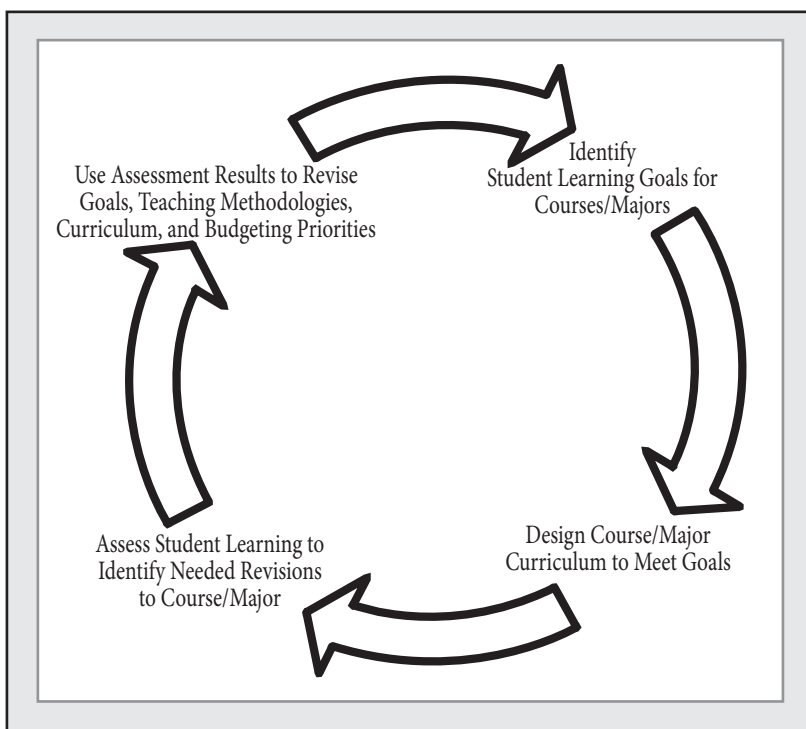 Use Assessment Results to Revise
Goals, Teaching Methodologies,
Curriculum, and Budgeting Priorities
Identify
Student Learning Goals for
Courses/Majors
Design Course/Major
Curriculum to Meet Goals
Assess Student Learning to
Identify Needed Revisions
to Course/Major